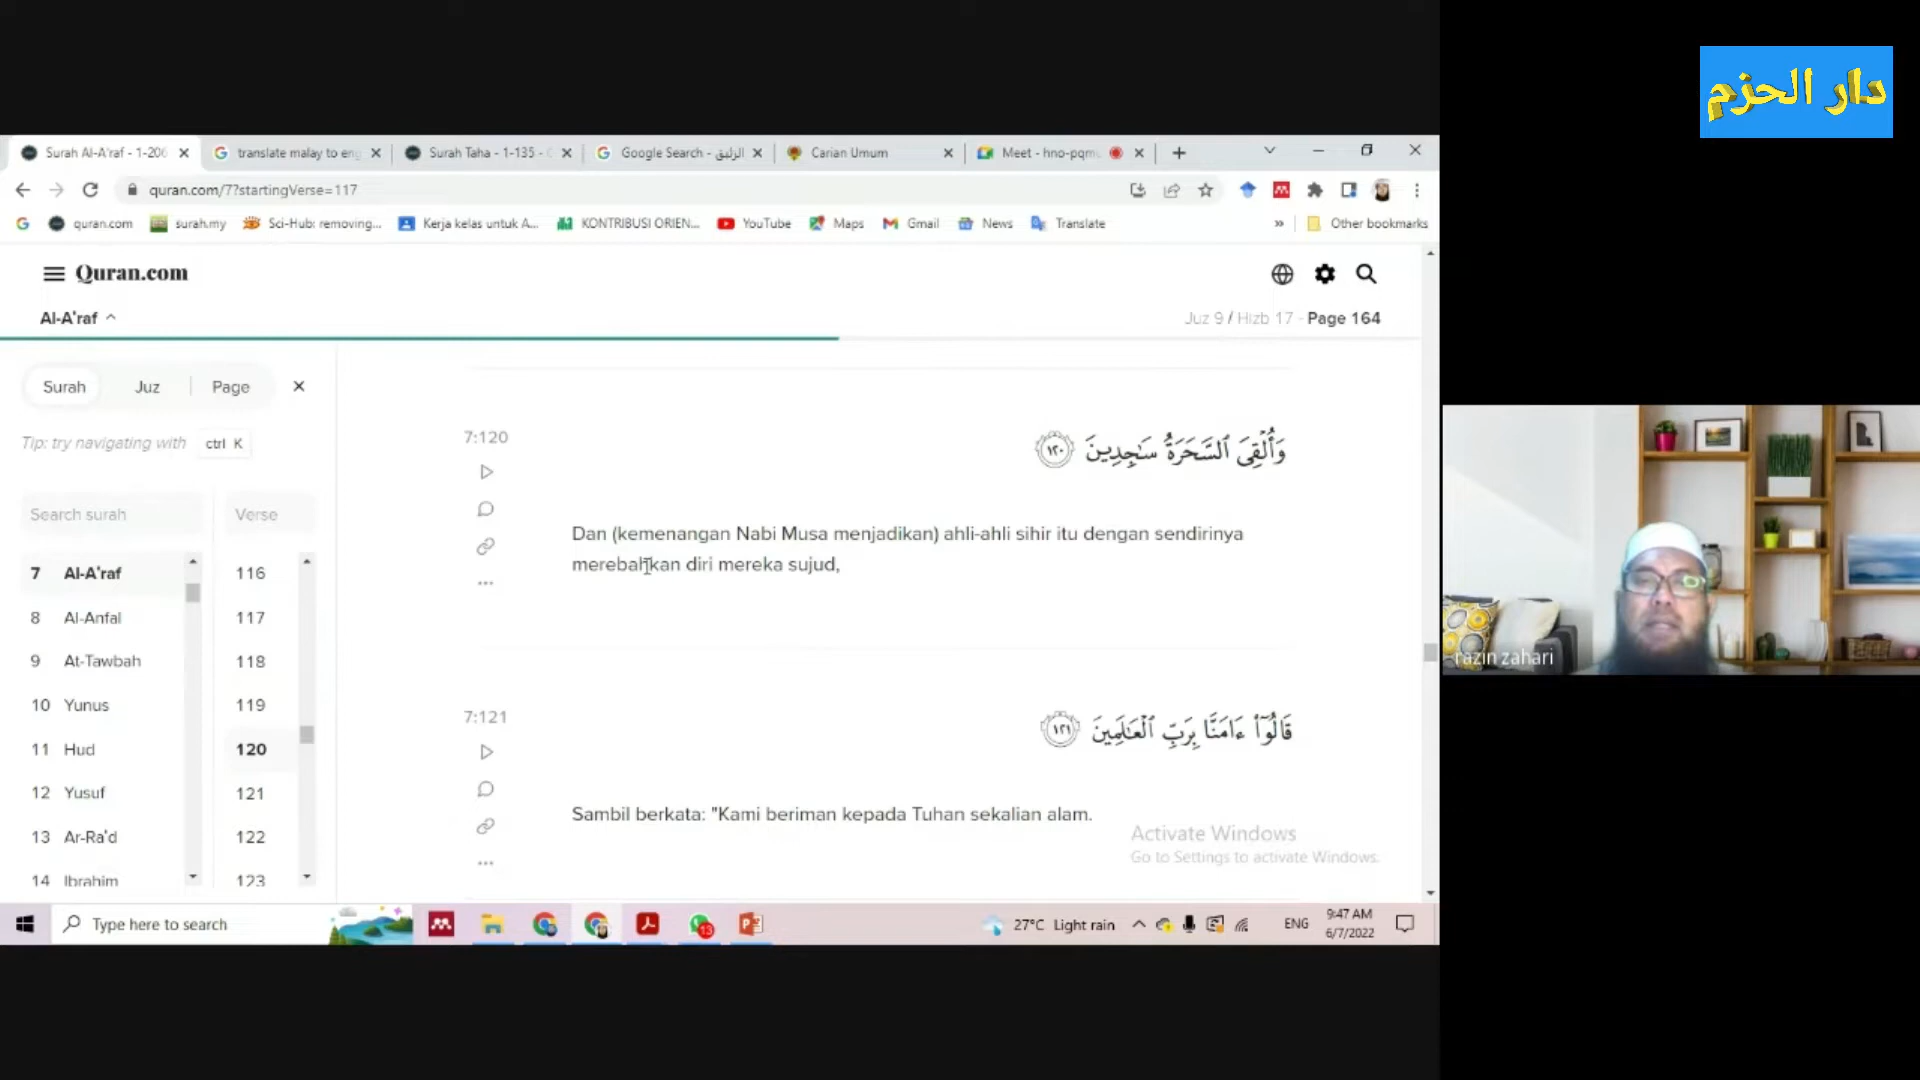 دار الحزم
Surah Al-A'raf - 1-206
translate malay to eng
Surah Taha - 1-135 - Q
Google Search - الزئبق
Carian Umum
Meet - hno-pqm
quran.com/7?startingVerse=117
quran.com
surah.my
Sci-Hub: removing...
Kerja kelas untuk A...
KONTRIBUSI ORIEN...
YouTube
Maps
Gmail
News
Translate
»
Other bookmarks
Quran.com
Al-A'raf
Juz 9 / Hizb 17 - Page 164
Surah
Juz
Page
Tip: try navigating with ctrl K
Search surah
Verse
7 Al-A'raf
8 Al-Anfal
9 At-Tawbah
10 Yunus
11 Hud
12 Yusuf
13 Ar-Ra'd
14 Ibrahim
116
117
118
119
120
121
122
123
7:120
وَأُلْقِىَ ٱلسَّحَرَةُ سَـٰجِدِينَ ١٢٠
Dan (kemenangan Nabi Musa menjadikan) ahli-ahli sihir itu dengan sendirinya
merebahkan diri mereka sujud,
7:121
قَالُوٓا۟ ءَامَنَّا بِرَبِّ ٱلْعَـٰلَمِينَ ١٢١
Sambil berkata: "Kami beriman kepada Tuhan sekalian alam.
Activate Windows
Go to Settings to activate Windows.
razin zahari
Type here to search
13
27°C Light rain
ENG
9:47 AM
6/7/2022